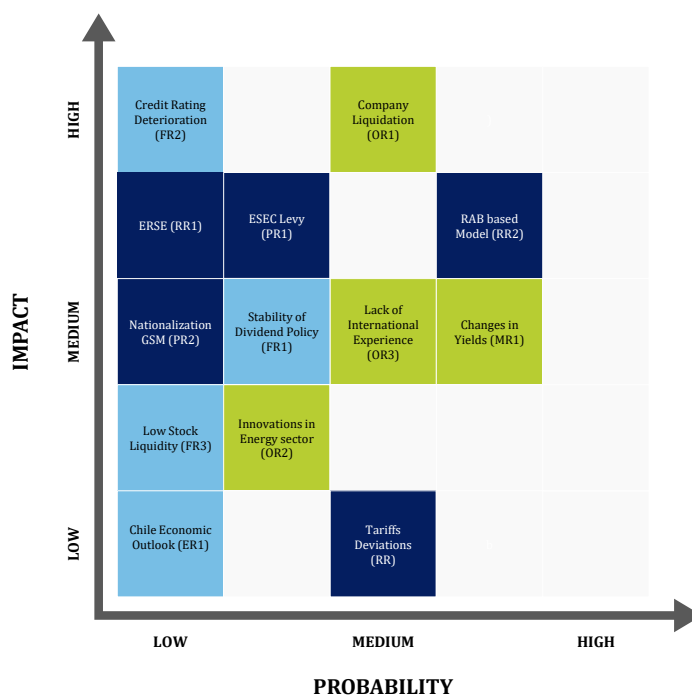 HIGH
Credit Rating
Deterioration
(FR2)
Company
Liquidation
(OR1)
ERSE (RR1)
ESEC Levy
(PR1)
RAB based
Model (RR2)
IMPACT
MEDIUM
Nationalization
GSM (PR2)
Stability of
Dividend Policy
(FR1)
Lack of
International
Experience
(OR3)
Changes in
Yields (MR1)
Low Stock
Liquidity (FR3)
Innovations in
Energy sector
(OR2)
LOW
Chile Economic
Outlook (ER1)
Tariffs
Deviations
(RR)
LOW
MEDIUM
HIGH
PROBABILITY